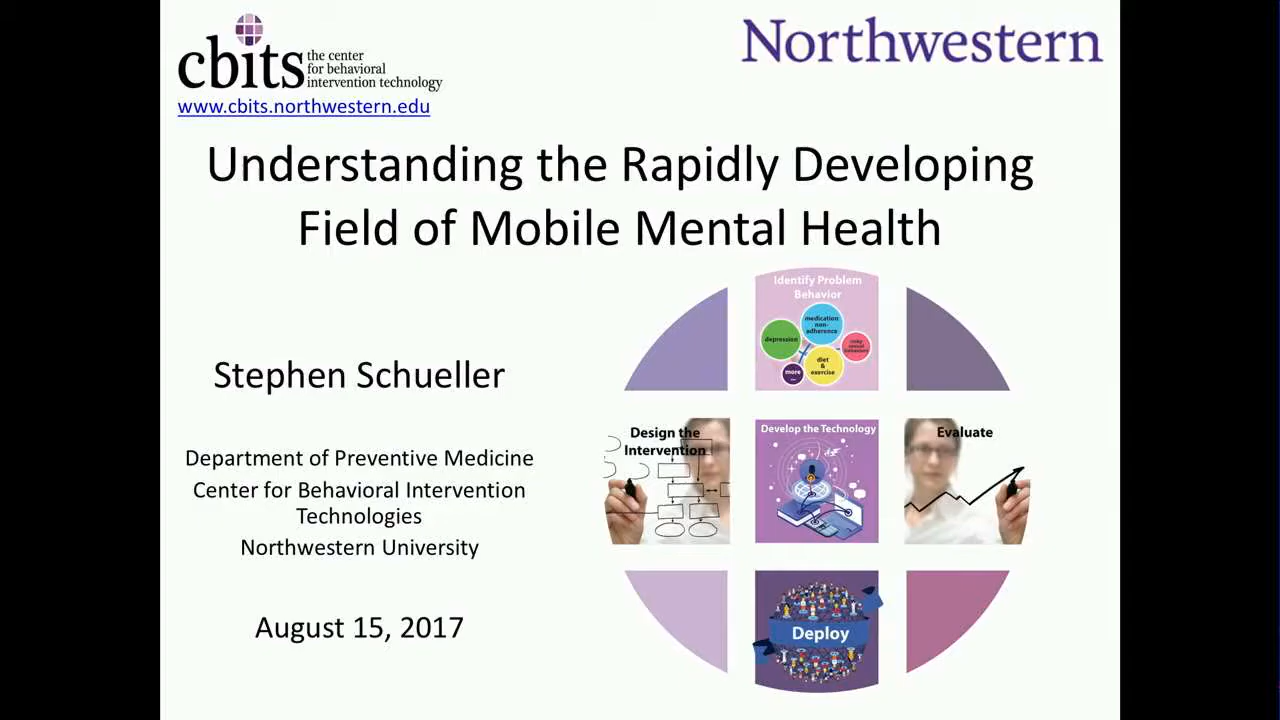 cbits
the center
for behavioral
intervention technology
www.cbits.northwestern.edu
Northwestern
Understanding the Rapidly Developing
Field of Mobile Mental Health
Stephen Schueller
Department of Preventive Medicine
Center for Behavioral Intervention
Technologies
Northwestern University
August 15, 2017
Identify Problem
Behavior
medication
non-
adherence
depression
risky
sexual
behaviors
diet
&
exercise
more
...
Design the
Intervention
Develop the Technology
Evaluate
Deploy